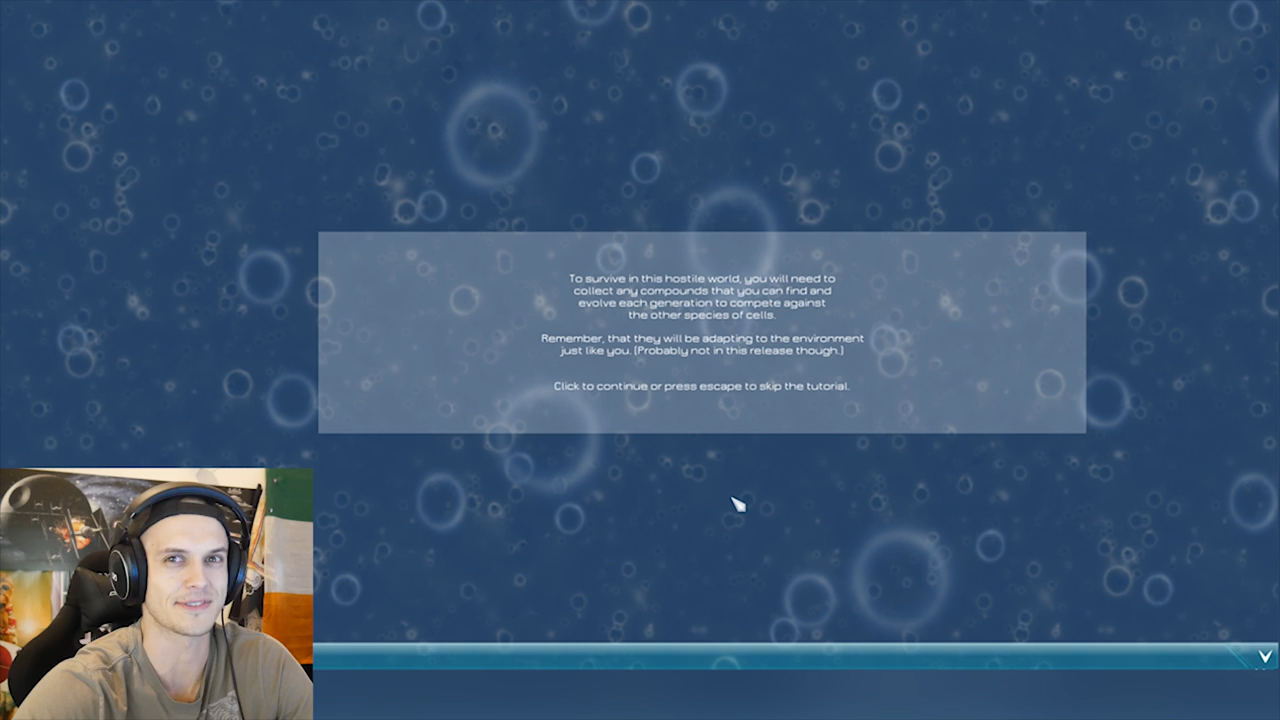 To survive in this hostile world, you will need to
collect any compounds that you can find and
evolve each generation to compete against
the other species of cells.
Remember, that they will be adapting to the environment
just like you. [Probably not in this release though.]
Click to continue or press escape to skip the tutorial.